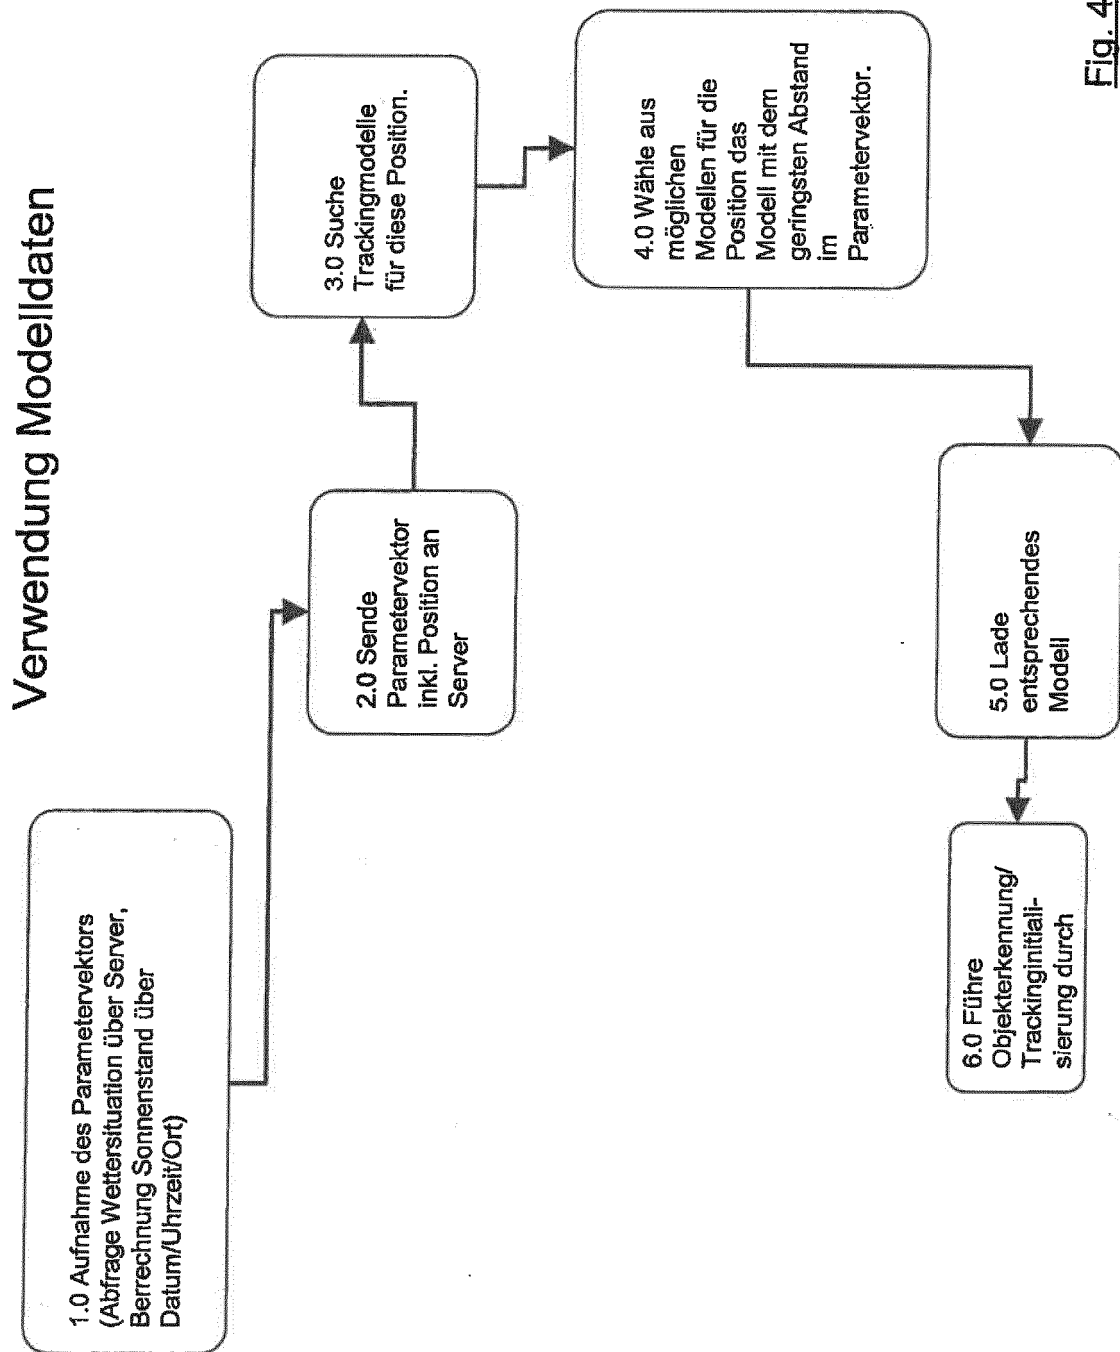 Verwendung Modelldaten
1.0 Aufnahme des Parametervektors
(Abfrage Wettersituation über Server,
Berrechnung Sonnenstand über
Datum/Uhrzeit/Ort)
2.0 Sende
Parametervektor
inkl. Position an
Server
3.0 Suche
Trackingmodelle
für diese Position.
4.0 Wähle aus
möglichen
Modellen für die
Position das
Modell mit dem
geringsten Abstand
im
Parametervektor.
5.0 Lade
entsprechendes
Modell
6.0 Führe
Objekterkennung/
Trackinginitiali-
sierung durch
Fig. 4